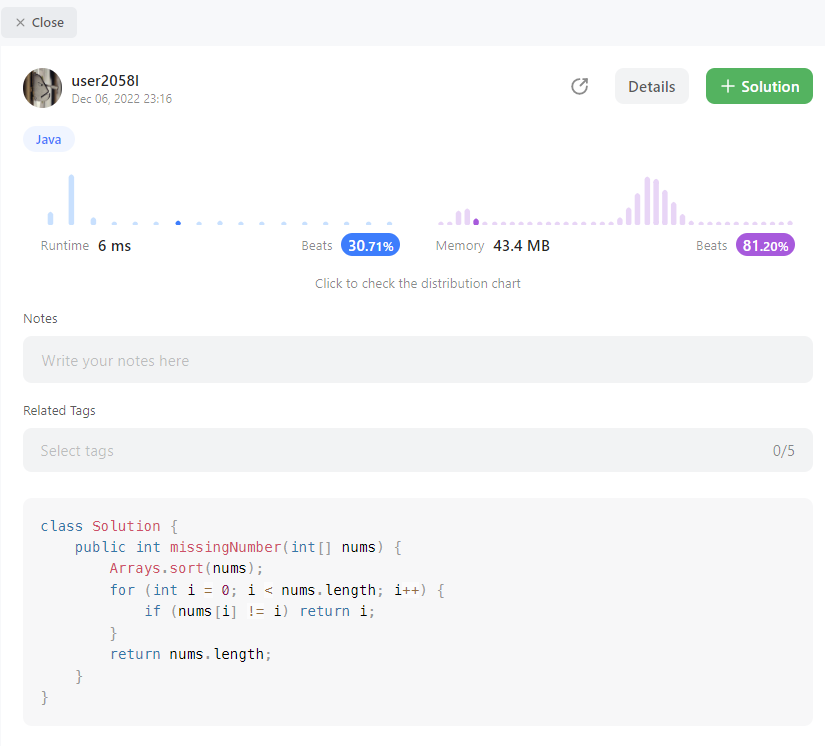 × Close
user2058l
Dec 06, 2022 23:16
Details
+ Solution
Java
Runtime 6 ms Beats 30.71%
Memory 43.4 MB Beats 81.20%
Click to check the distribution chart
Notes
Write your notes here
Related Tags
Select tags 0/5
class Solution {
    public int missingNumber(int[] nums) {
        Arrays.sort(nums);
        for (int i = 0; i < nums.length; i++) {
            if (nums[i] != i) return i;
        }
        return nums.length;
    }
}